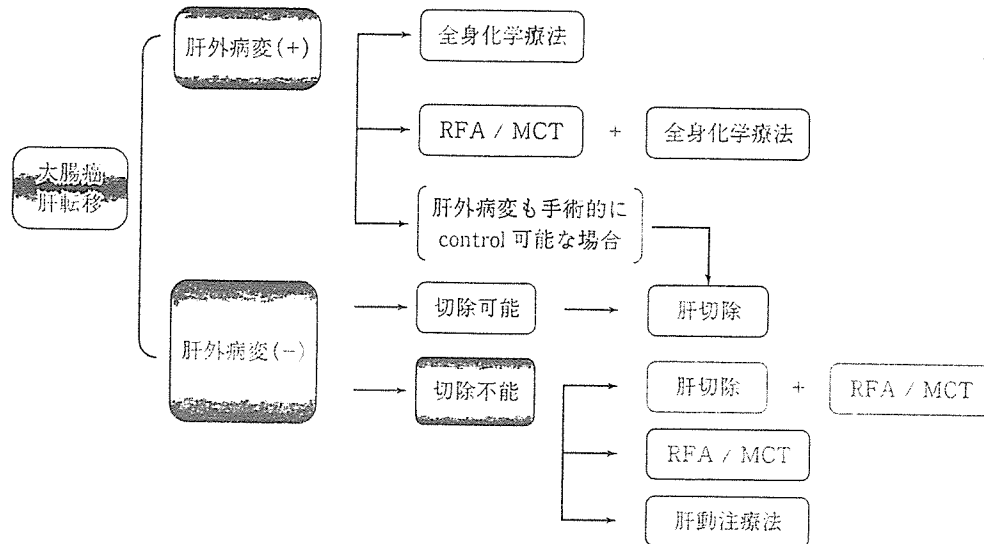 肝外病変(+)
全身化学療法
RFA / MCT + 全身化学療法
大腸癌
肝転移
肝外病変も手術的に
control 可能な場合
肝外病変(−)
切除可能
肝切除
切除不能
肝切除 + RFA / MCT
RFA / MCT
肝動注療法